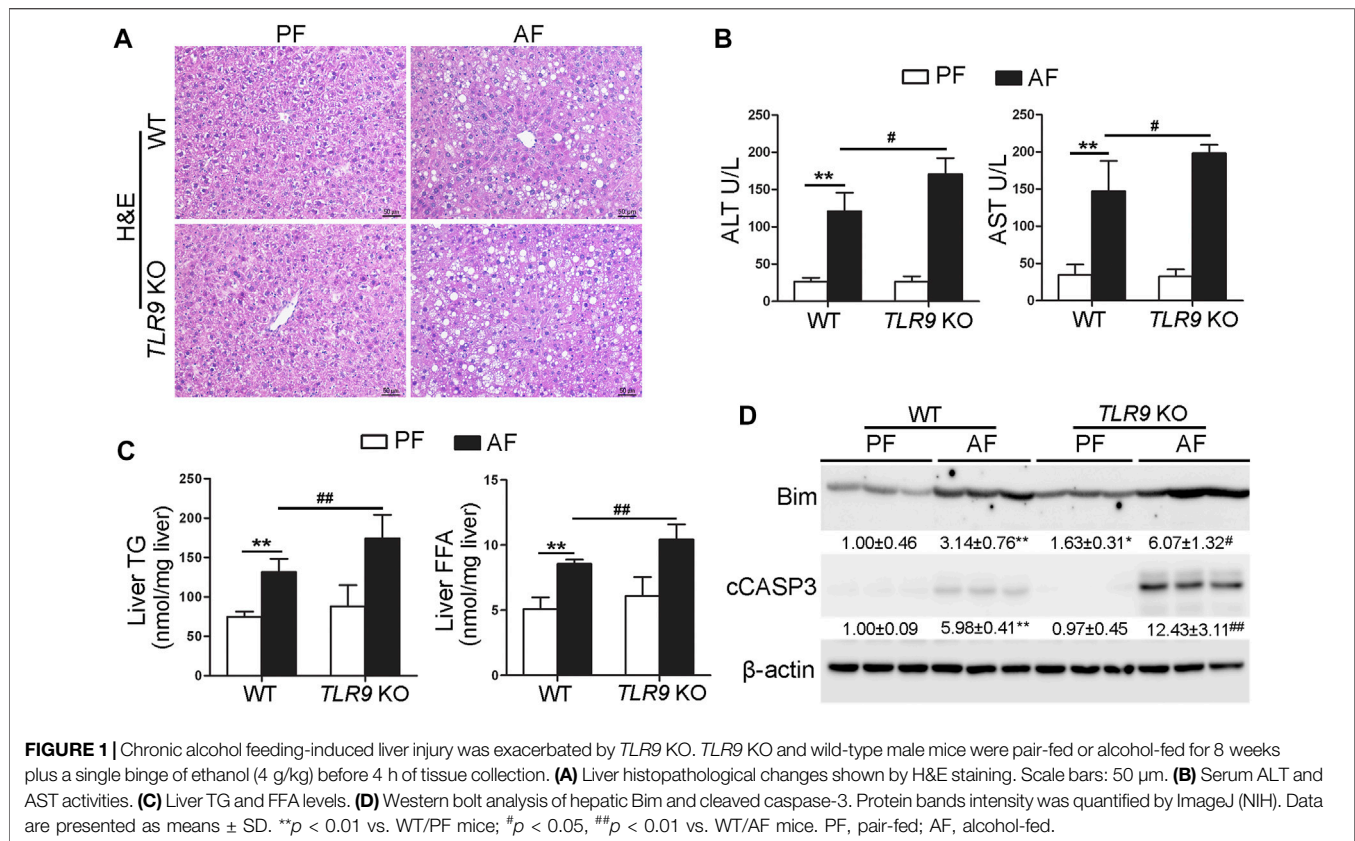 A
PF AF
H&E
WT
TLR9 KO
50 µm
50 µm
50 µm
50 µm
B
PF AF
ALT U/L
250
200
150
100
50
0
**
#
WT TLR9 KO
AST U/L
250
200
150
100
50
0
**
#
WT TLR9 KO
C
PF AF
Liver TG
(nmol/mg liver)
250
200
150
100
50
0
**
##
WT TLR9 KO
Liver FFA
(nmol/mg liver)
15
10
5
0
**
##
WT TLR9 KO
D
WT TLR9 KO
PF AF PF AF
Bim
1.00±0.46 3.14±0.76** 1.63±0.31* 6.07±1.32#
cCASP3
1.00±0.09 5.98±0.41** 0.97±0.45 12.43±3.11##
β-actin
FIGURE 1 | Chronic alcohol feeding-induced liver injury was exacerbated by TLR9 KO. TLR9 KO and wild-type male mice were pair-fed or alcohol-fed for 8 weeks
plus a single binge of ethanol (4 g/kg) before 4 h of tissue collection. (A) Liver histopathological changes shown by H&E staining. Scale bars: 50 µm. (B) Serum ALT and
AST activities. (C) Liver TG and FFA levels. (D) Western bolt analysis of hepatic Bim and cleaved caspase-3. Protein bands intensity was quantified by ImageJ (NIH). Data
are presented as means ± SD. **p < 0.01 vs. WT/PF mice; #p < 0.05, ##p < 0.01 vs. WT/AF mice. PF, pair-fed; AF, alcohol-fed.